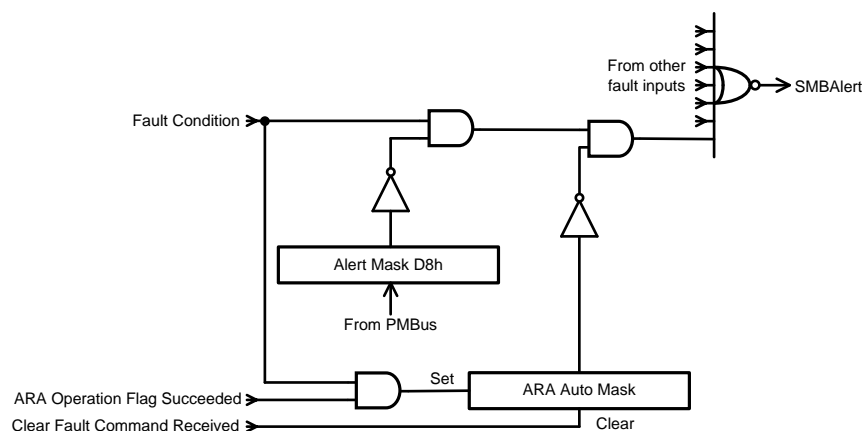 From other
fault inputs
SMBAlert
Fault Condition
Alert Mask D8h
From PMBus
Set
ARA Auto Mask
ARA Operation Flag Succeeded
Clear Fault Command Received
Clear